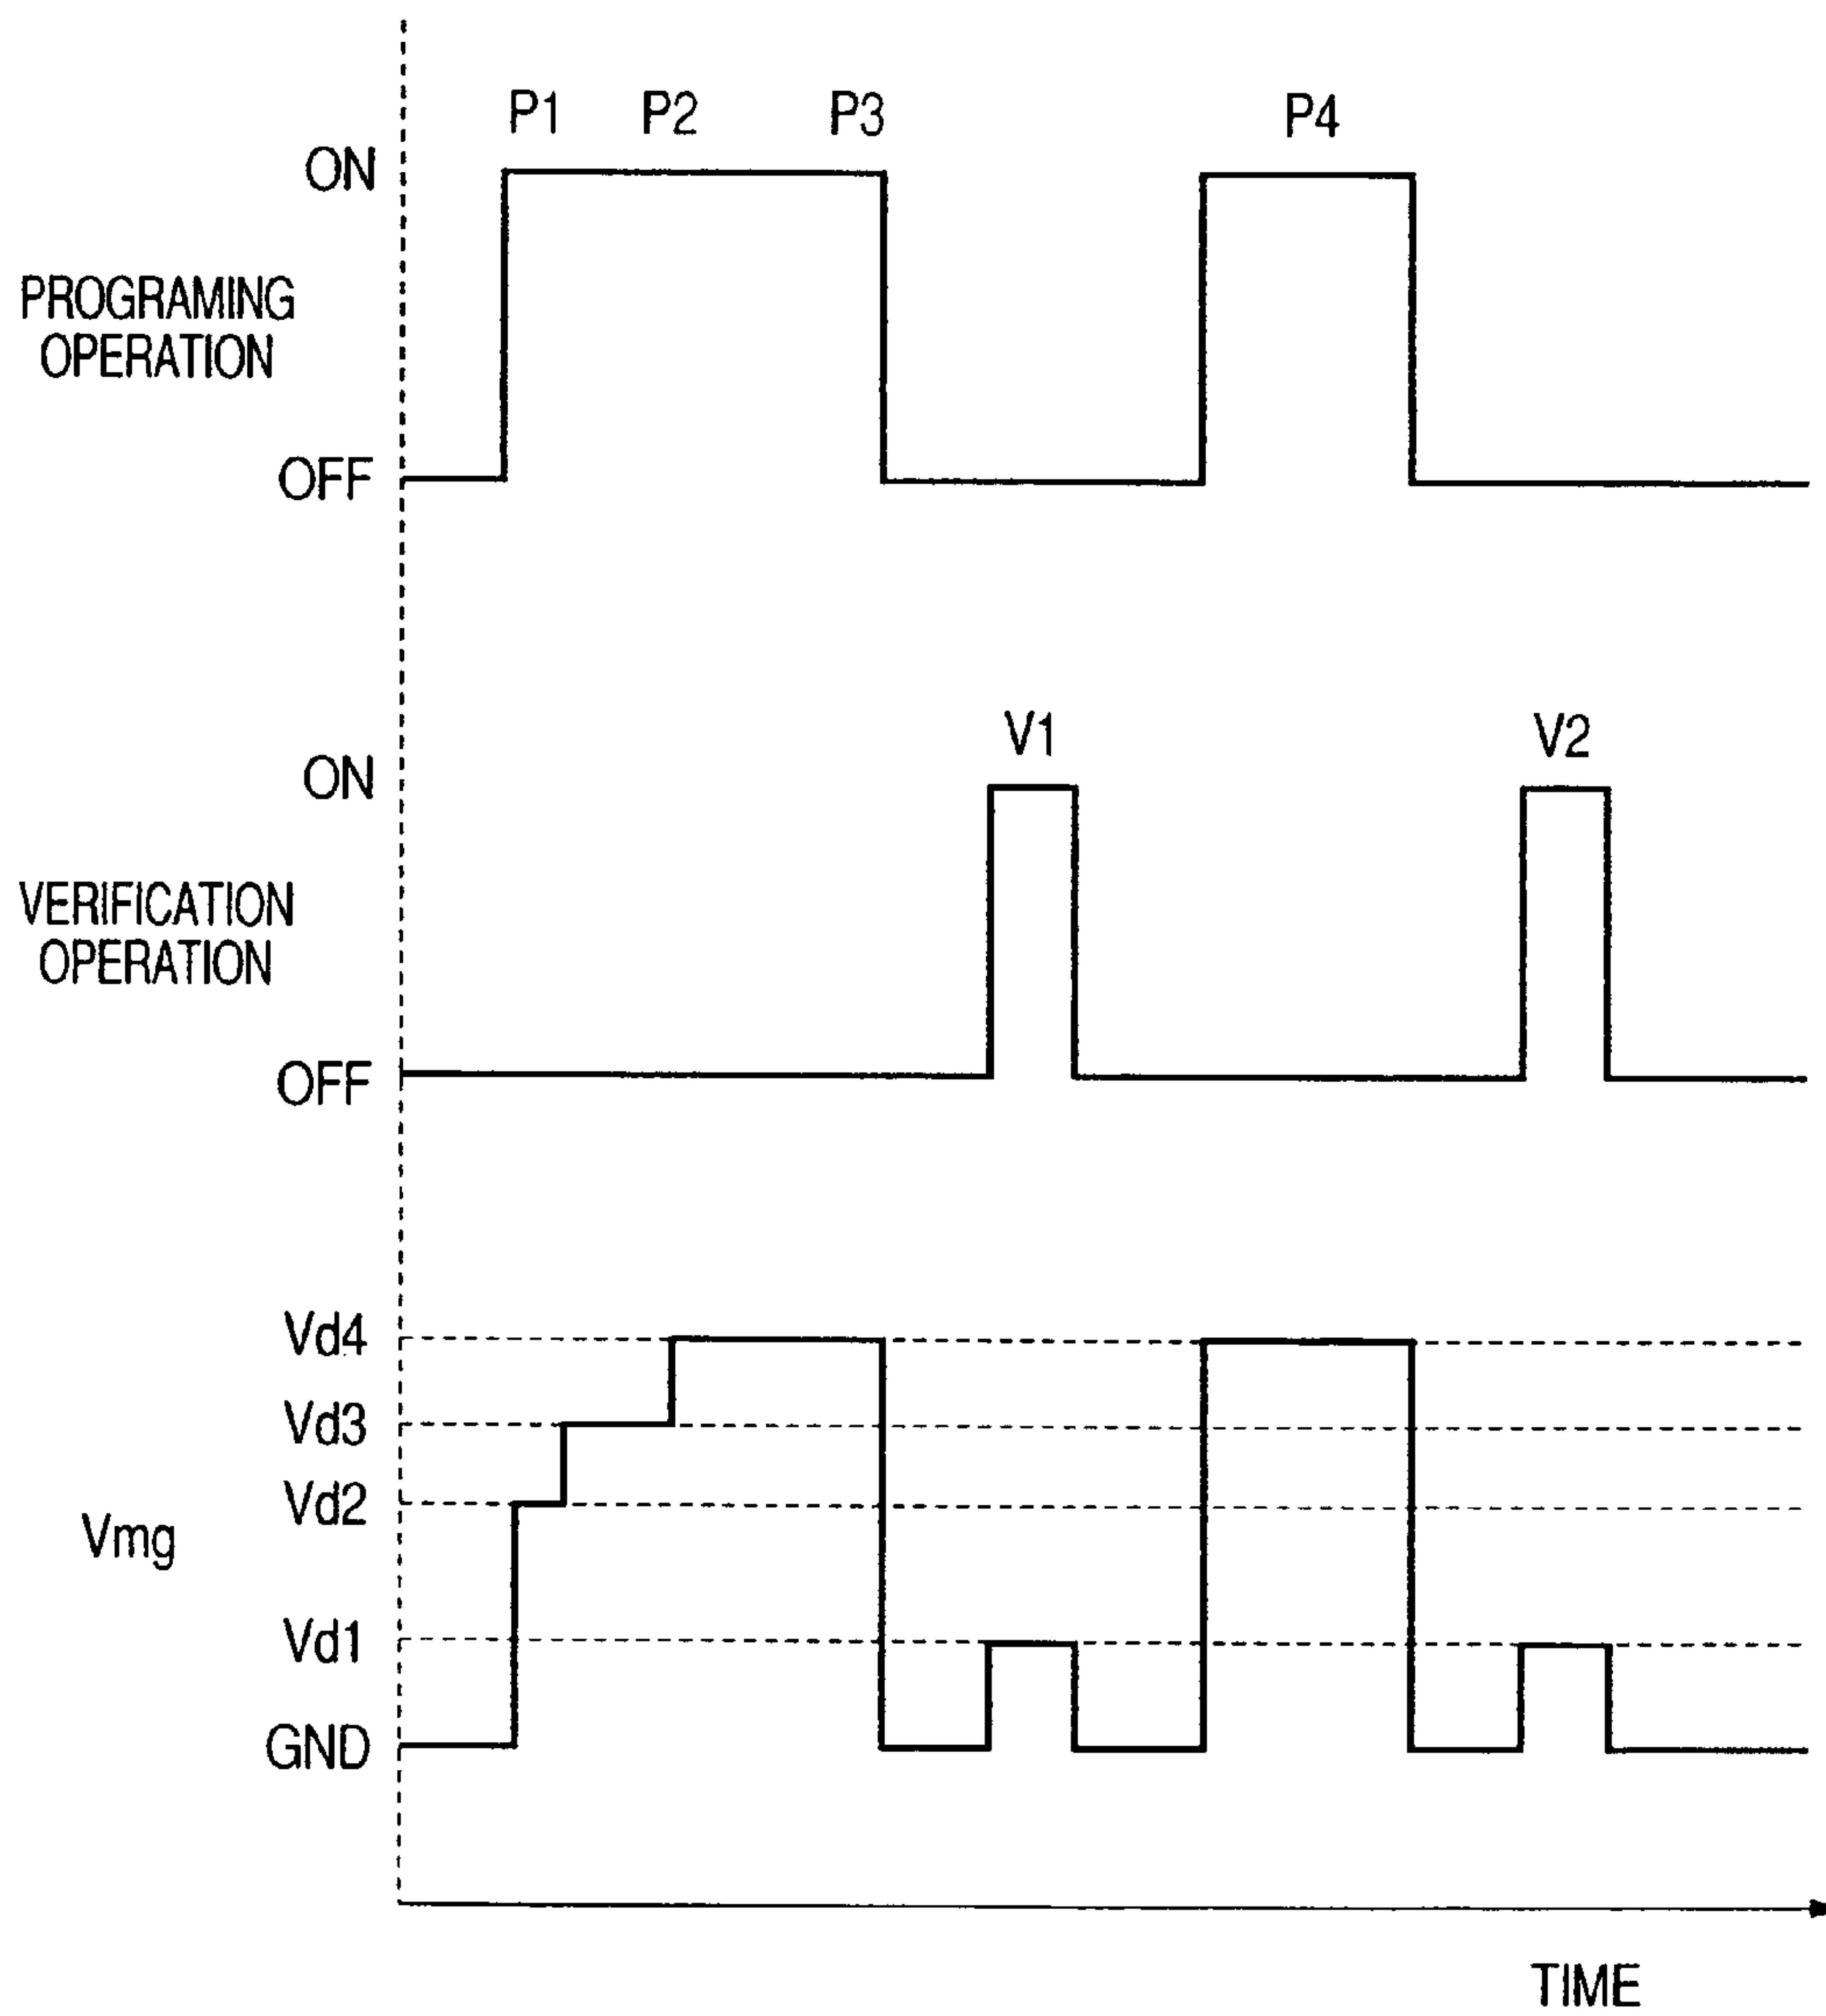 P1 P2 P3 P4
ON
PROGRAMING
OPERATION
OFF
V1 V2
ON
VERIFICATION
OPERATION
OFF
Vd4
Vd3
Vd2
Vmg
Vd1
GND
TIME